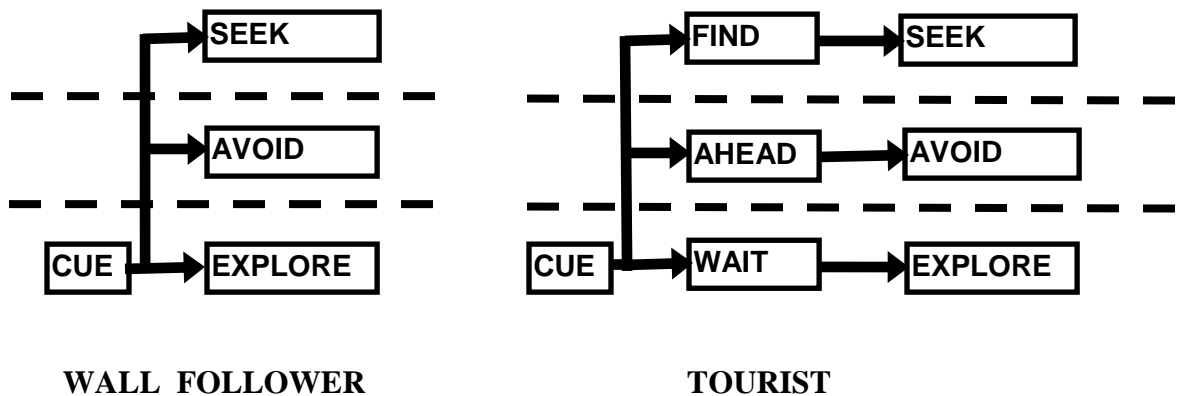 SEEK
AVOID
CUE EXPLORE
WALL FOLLOWER
FIND SEEK
AHEAD AVOID
CUE WAIT EXPLORE
TOURIST